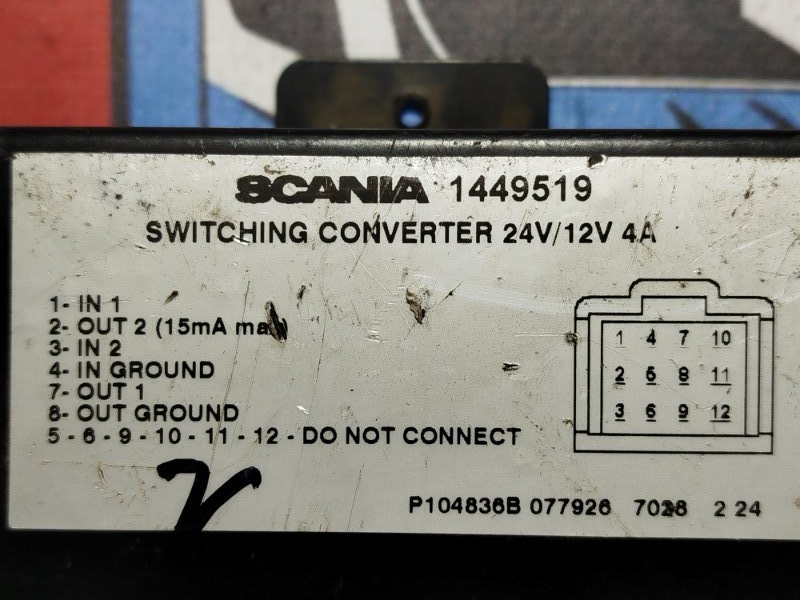 SCANIA 1449519
SWITCHING CONVERTER 24V/12V 4A
1- IN 1
2- OUT 2 (15mA max)
3- IN 2
4- IN GROUND
7- OUT 1
8- OUT GROUND
5 - 6 - 9 - 10 - 11 - 12 - DO NOT CONNECT
1 4 7 10
2 5 8 11
3 6 9 12
P104836B 077926 2 24